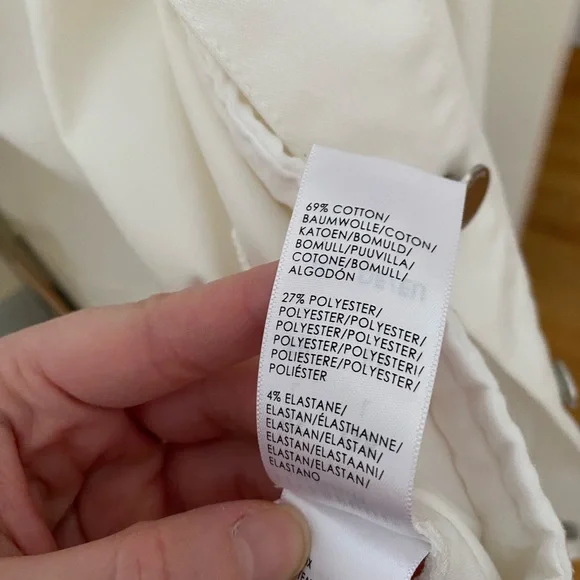 69% COTTON/
BAUMWOLLE/COTON/
KATOEN/BOMULD/
BOMULL/PUUVILLA/
COTONE/BOMULL/
ALGODÓN
27% POLYESTER/
POLYESTER/POLYESTER/
POLYESTER/POLYESTER/
POLYESTER/POLYESTERI/
POLIESTERE/POLYESTER/
POLIÉSTER
4% ELASTANE/
ELASTAN/ÉLASTHANNE/
ELASTAAN/ELASTAN/
ELASTAN/ELASTAANI/
ELASTAN/ELASTAN/
ELASTANO